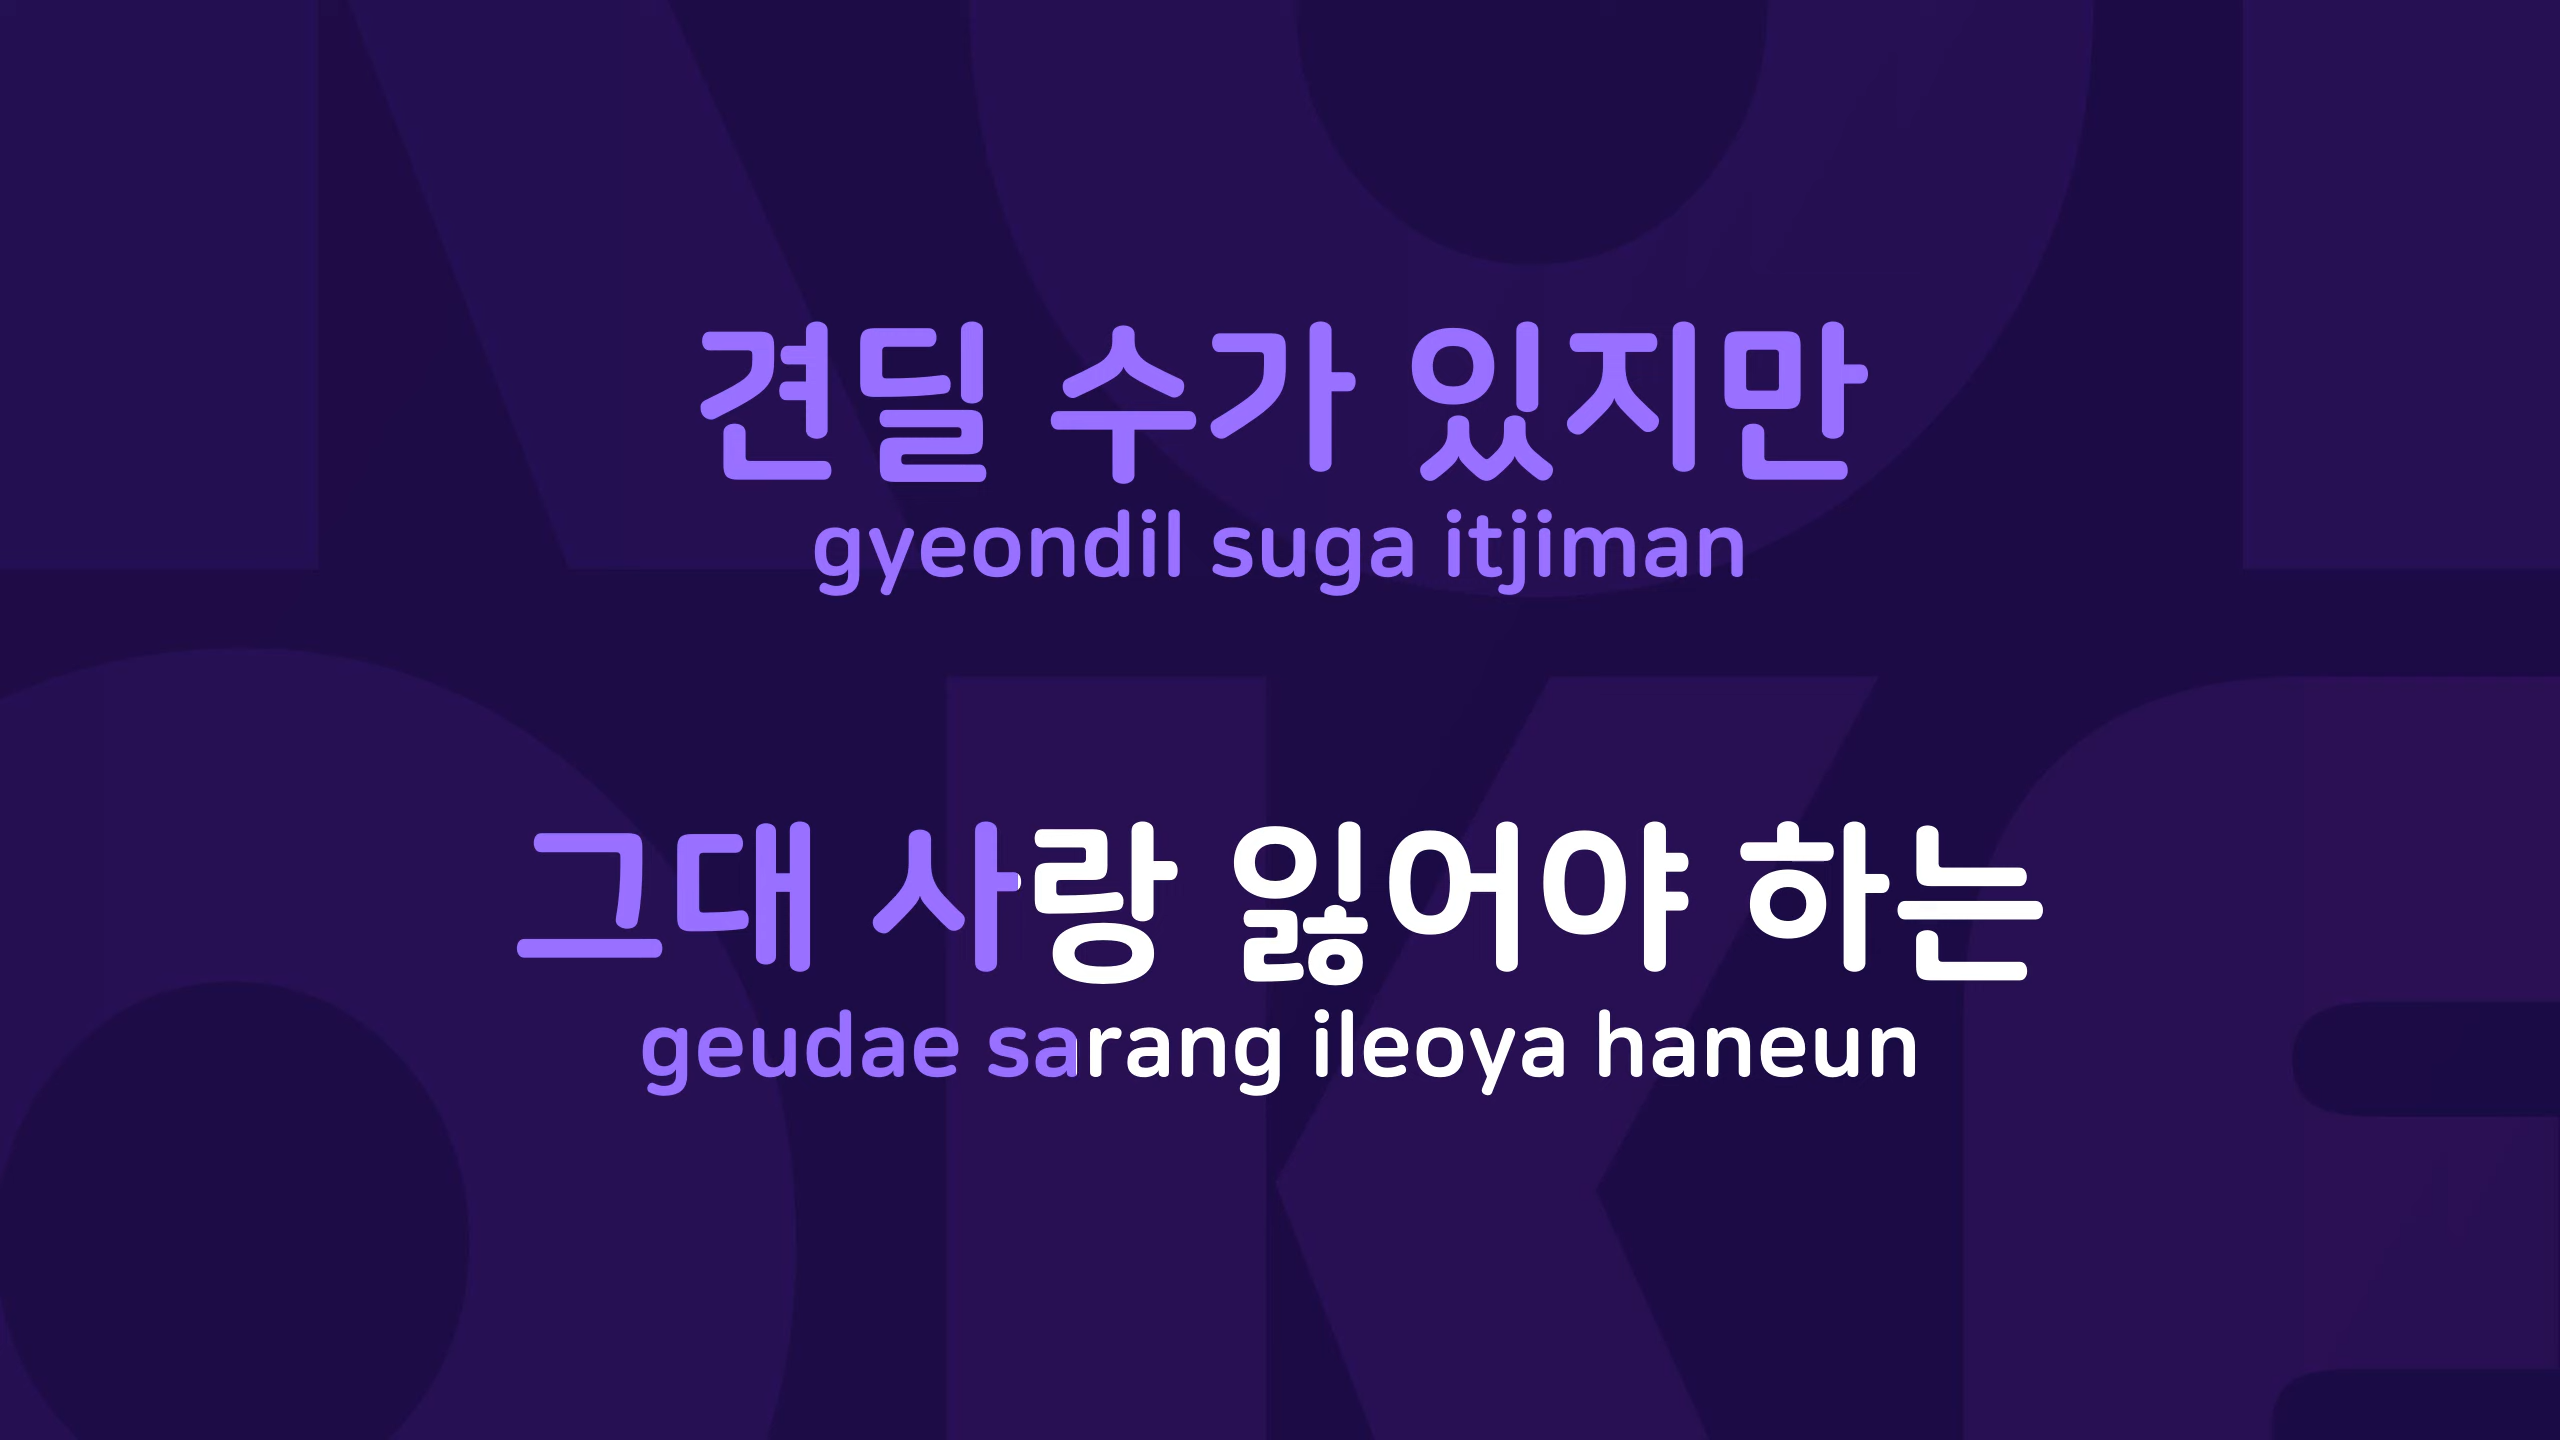 견딜 수가 있지만
gyeondil suga itjiman
그대 사랑 잃어야 하는
geudae sarang ileoya haneun